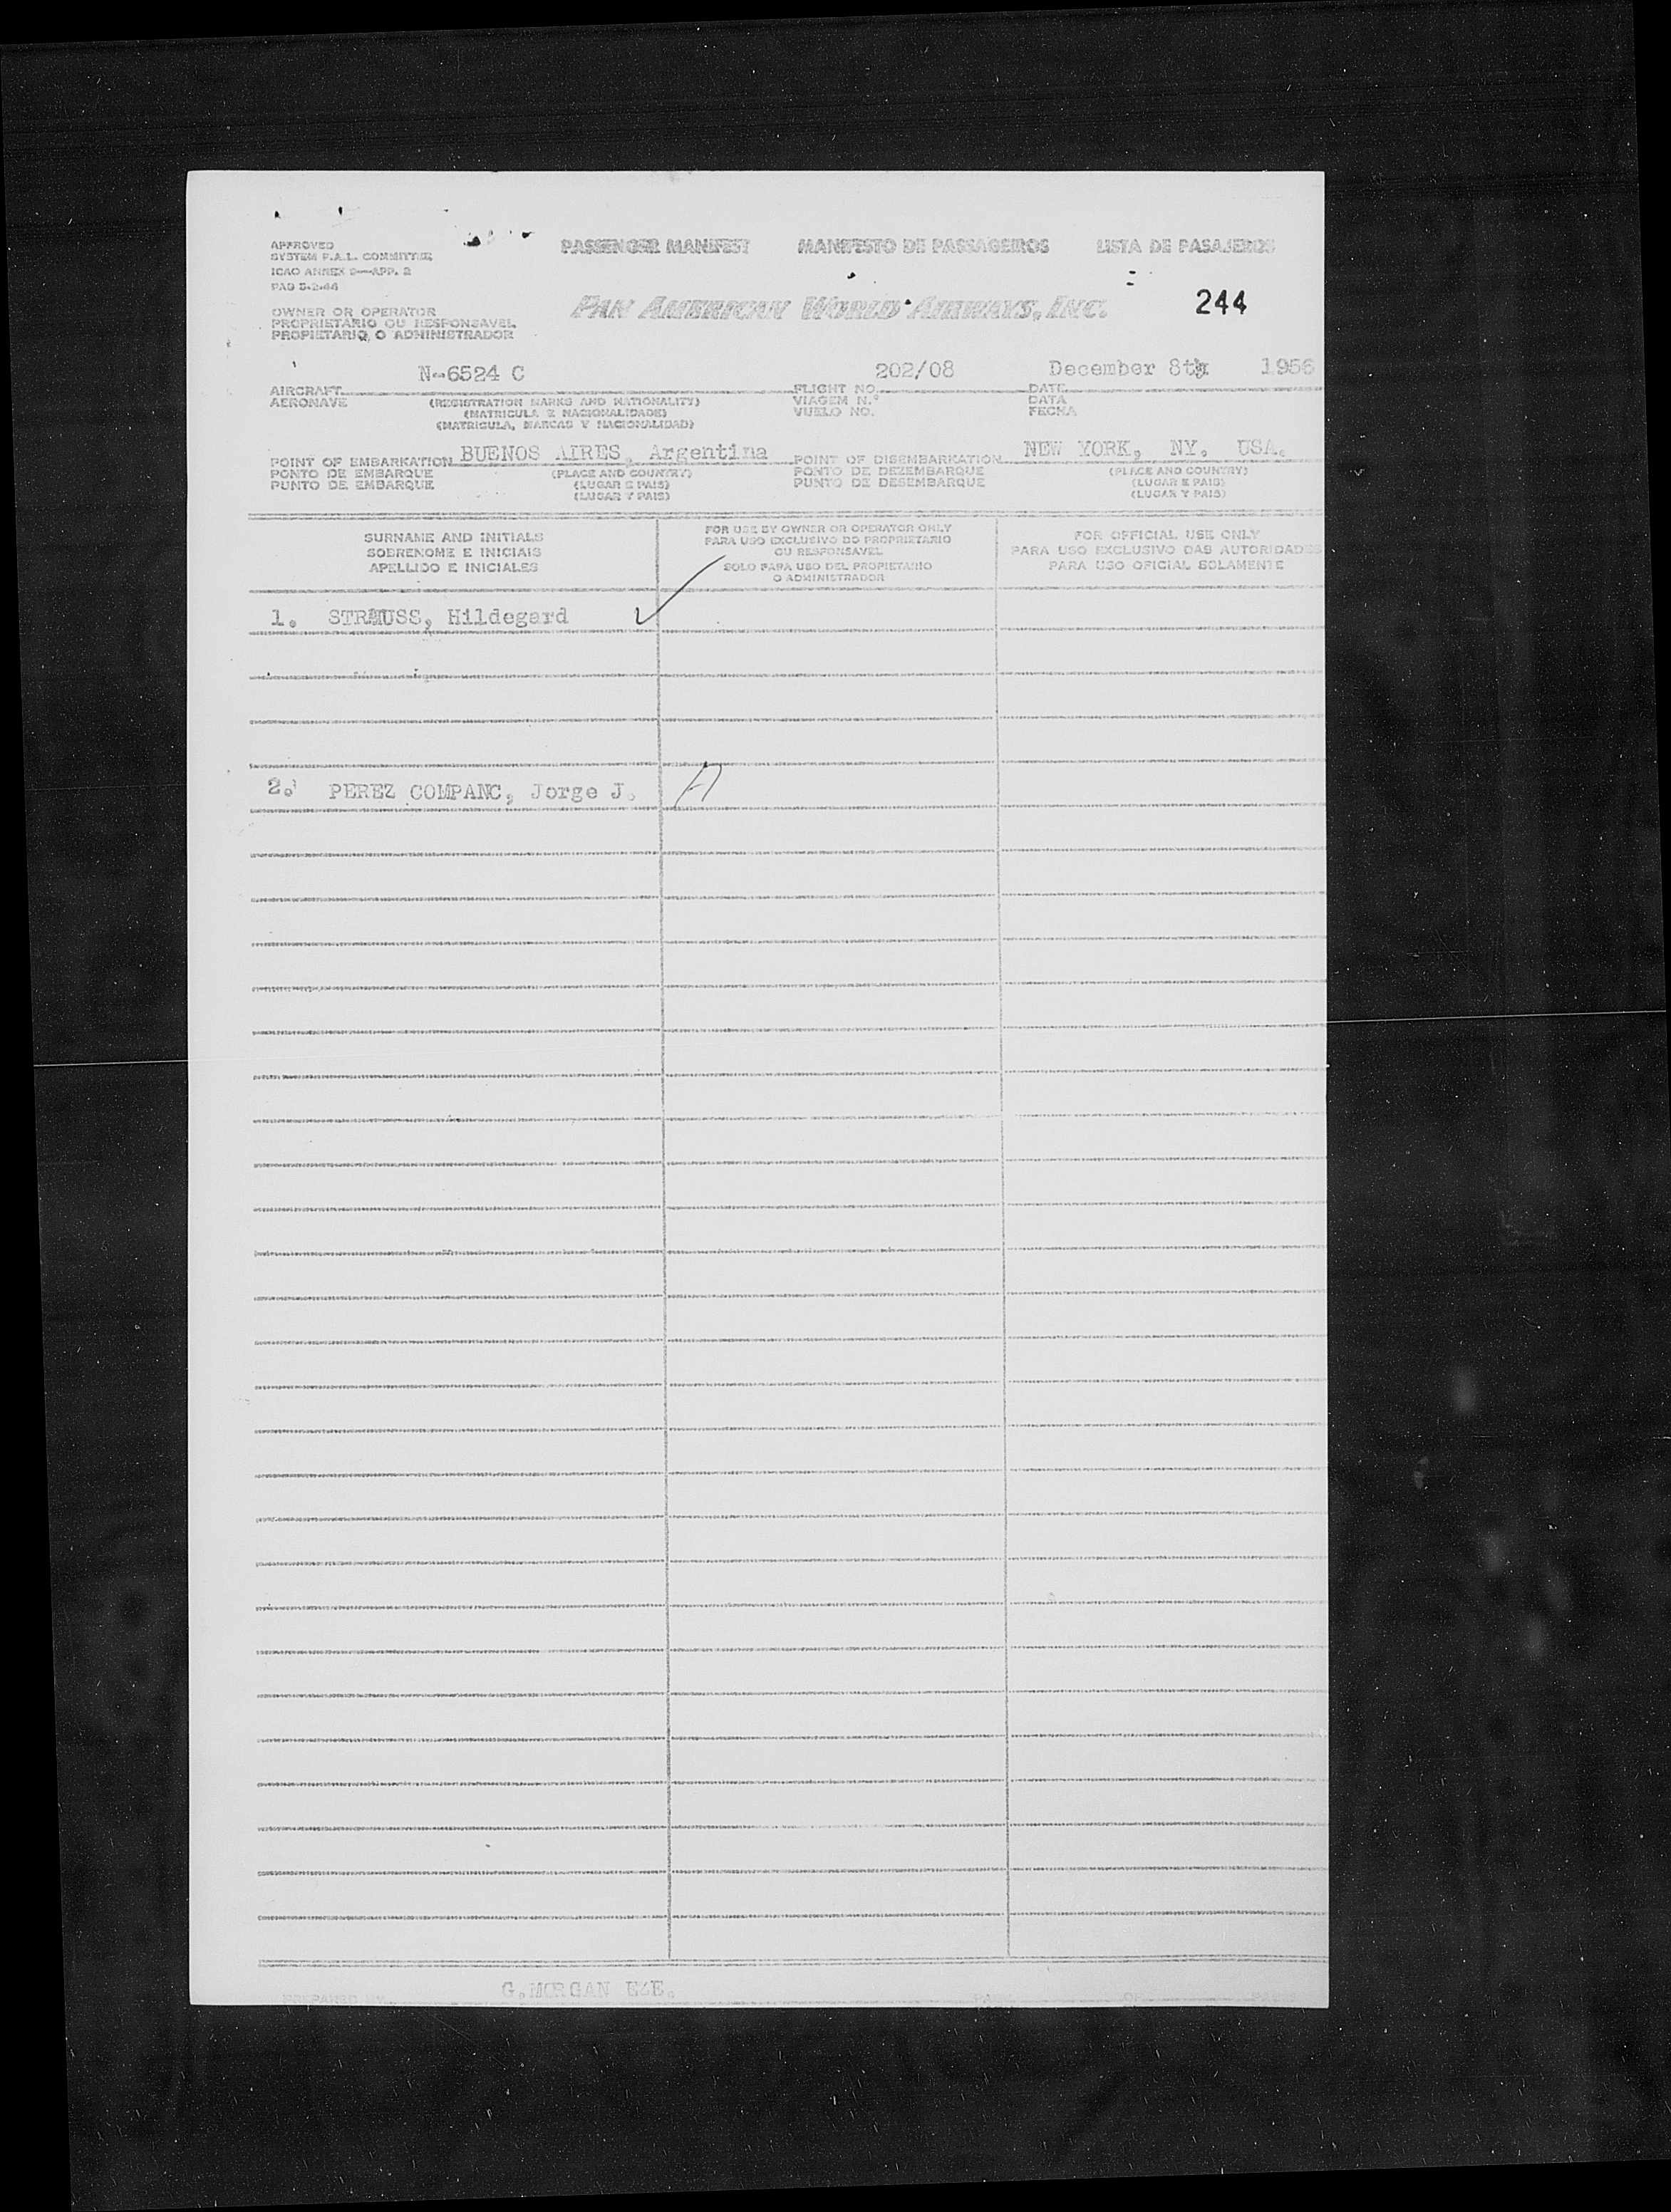 APPROVED
SYSTEM F.A.L. COMMITTEE
ICAO ANNEX 9—APP. 2
PASSENGER MANIFEST MANIFESTO DE PASSAGEIROS LISTA DE PASAJEROS
244
PAN AMERICAN WORLD AIRWAYS, INC.
OWNER OR OPERATOR
PROPRIETARIO OU RESPONSAVEL
PROPIETARIO, O ADMINISTRADOR
N-6524 C 202/08 December 8th 1956
AIRCRAFT FLIGHT NO. DATE
AERONAVE (REGISTRATION MARKS AND NATIONALITY) VIAGEM N.º DATA
(MATRICULA E NACIONALIDADE) VUELO NO. FECHA
(MATRICULA, MARCAS Y NACIONALIDAD)
POINT OF EMBARKATION BUENOS AIRES, Argentina POINT OF DISEMBARKATION NEW YORK, NY. USA.
PONTO DE EMBARQUE (PLACE AND COUNTRY) PONTO DE DEZEMBARQUE (PLACE AND COUNTRY)
PUNTO DE EMBARQUE (LUGAR E PAIS) PUNTO DE DESEMBARQUE (LUGAR E PAIS)
(LUGAR Y PAIS) (LUGAR Y PAIS)
SURNAME AND INITIALS
SOBRENOME E INICIAIS
APELLIDO E INICIALES
FOR USE BY OWNER OR OPERATOR ONLY
PARA USO EXCLUSIVO DO PROPRIETARIO
OU RESPONSAVEL
SOLO PARA USO DEL PROPIETARIO
O ADMINISTRADOR
FOR OFFICIAL USE ONLY
PARA USO EXCLUSIVO DAS AUTORIDADES
PARA USO OFICIAL SOLAMENTE
1. STRAUSS, Hildegard
2. PEREZ COMPANC, Jorge J.
PREPARED BY G.MORGAN EZE.